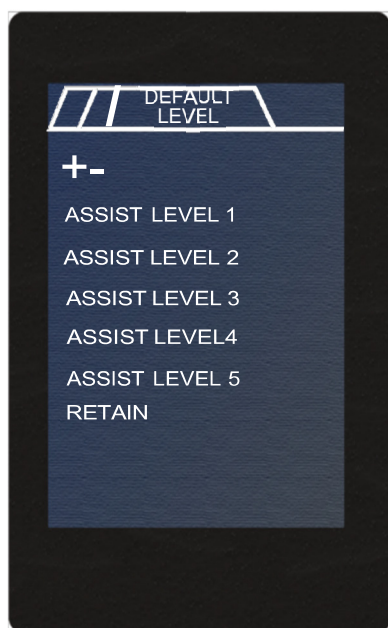 DEFAULT
LEVEL
+-
ASSIST LEVEL 1
ASSIST LEVEL 2
ASSIST LEVEL 3
ASSIST LEVEL4
ASSIST LEVEL 5
RETAIN